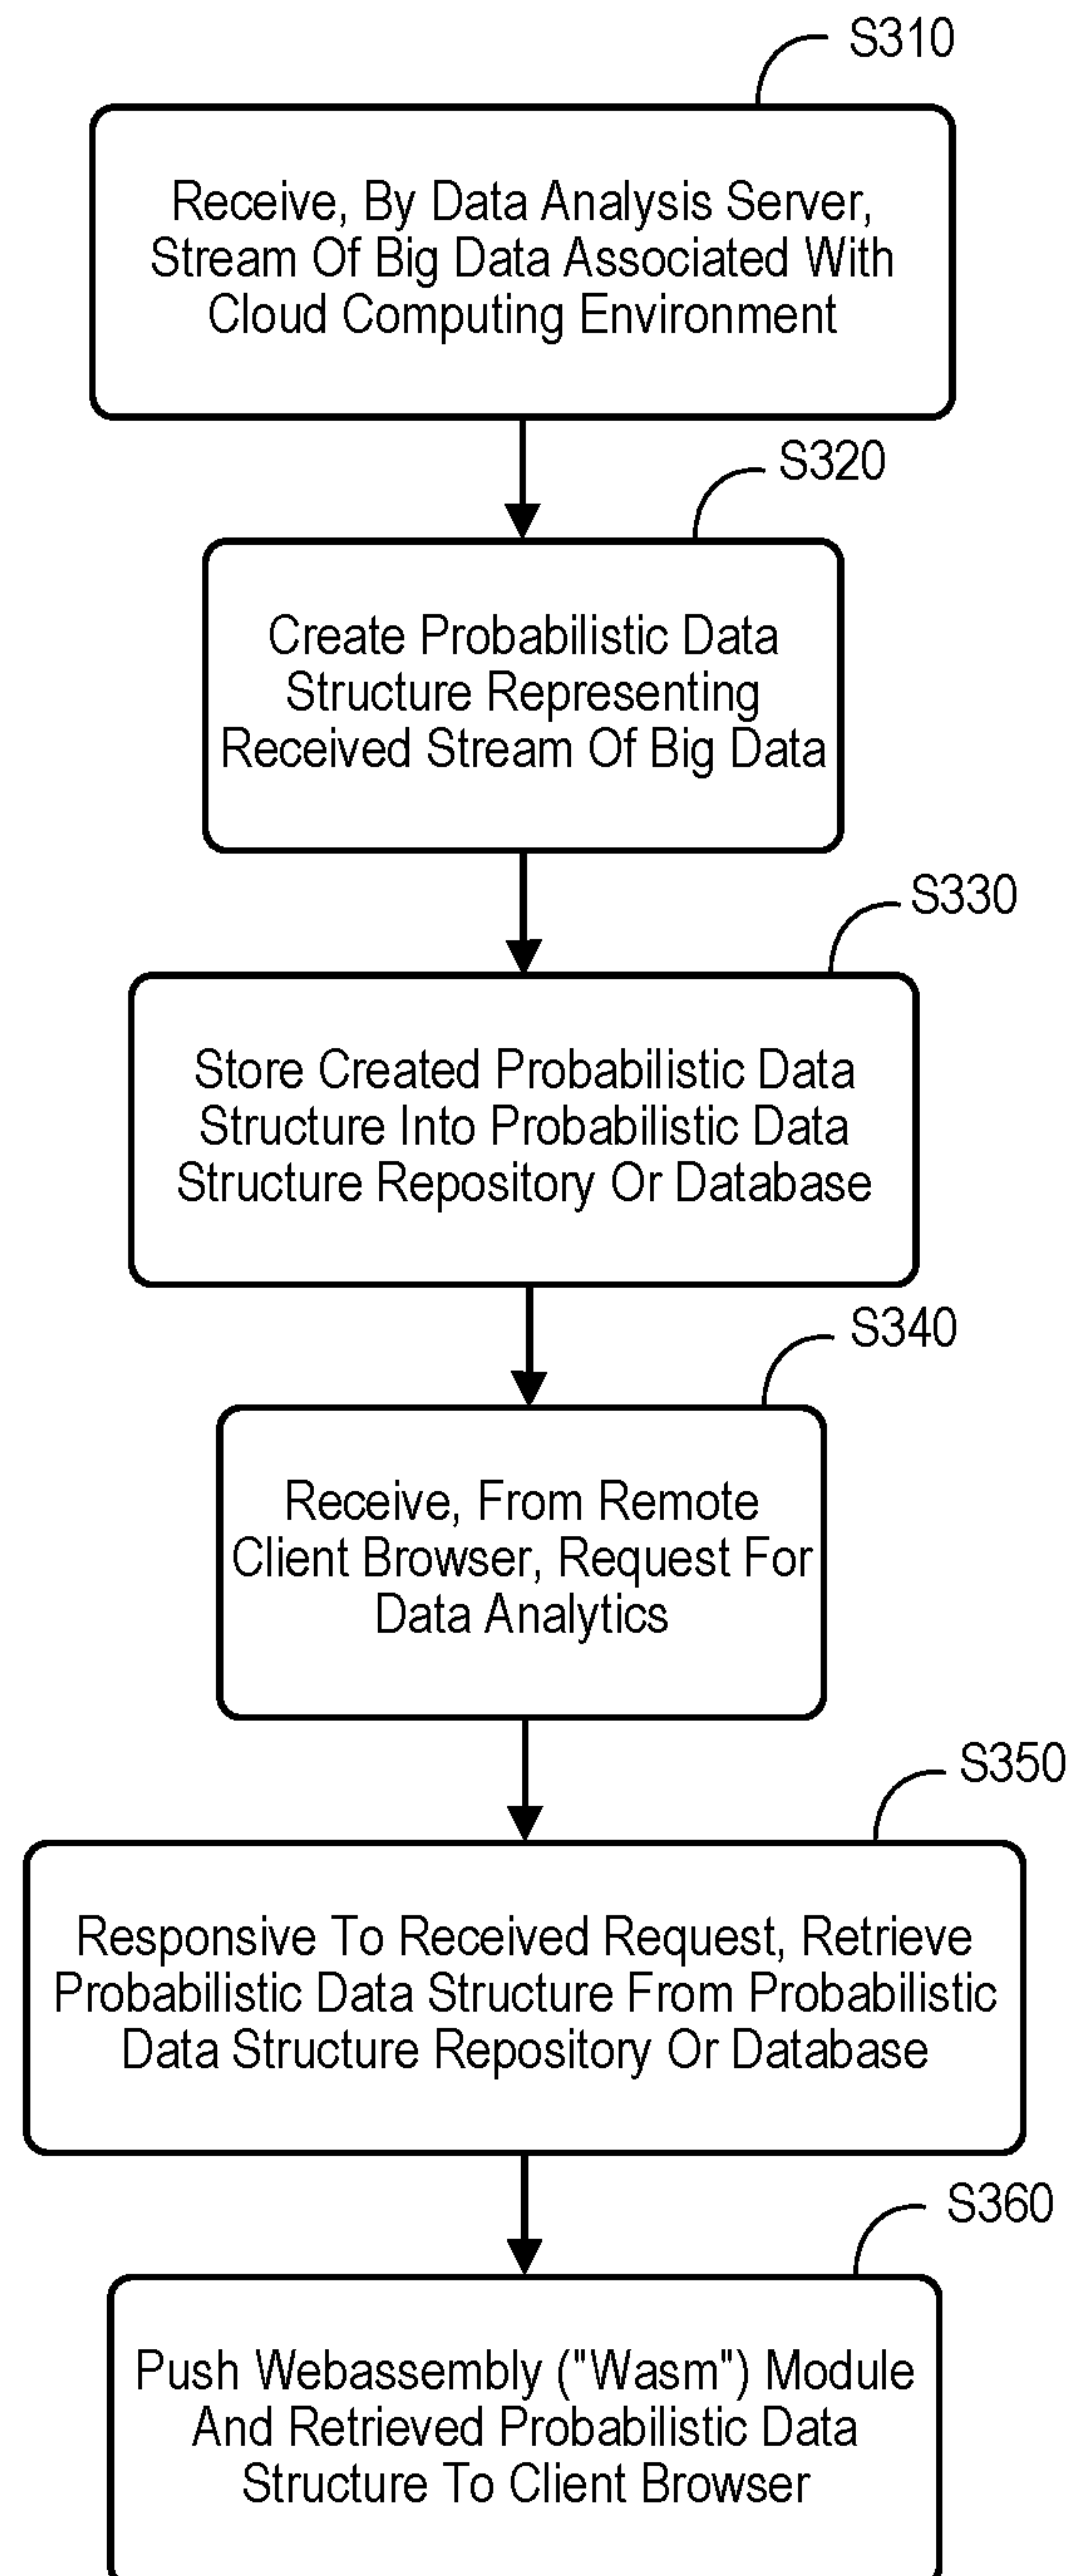 S310
Receive, By Data Analysis Server,
Stream Of Big Data Associated With
Cloud Computing Environment
S320
Create Probabilistic Data
Structure Representing
Received Stream Of Big Data
S330
Store Created Probabilistic Data
Structure Into Probabilistic Data
Structure Repository Or Database
S340
Receive, From Remote
Client Browser, Request For
Data Analytics
S350
Responsive To Received Request, Retrieve
Probabilistic Data Structure From Probabilistic
Data Structure Repository Or Database
S360
Push Webassembly ("Wasm") Module
And Retrieved Probabilistic Data
Structure To Client Browser